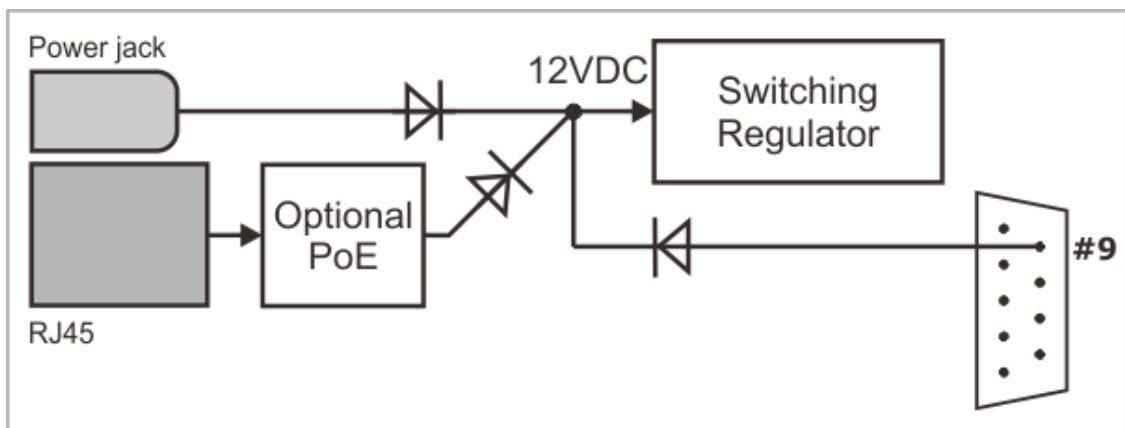 Power jack
12VDC
Switching
Regulator
Optional
PoE
#9
RJ45